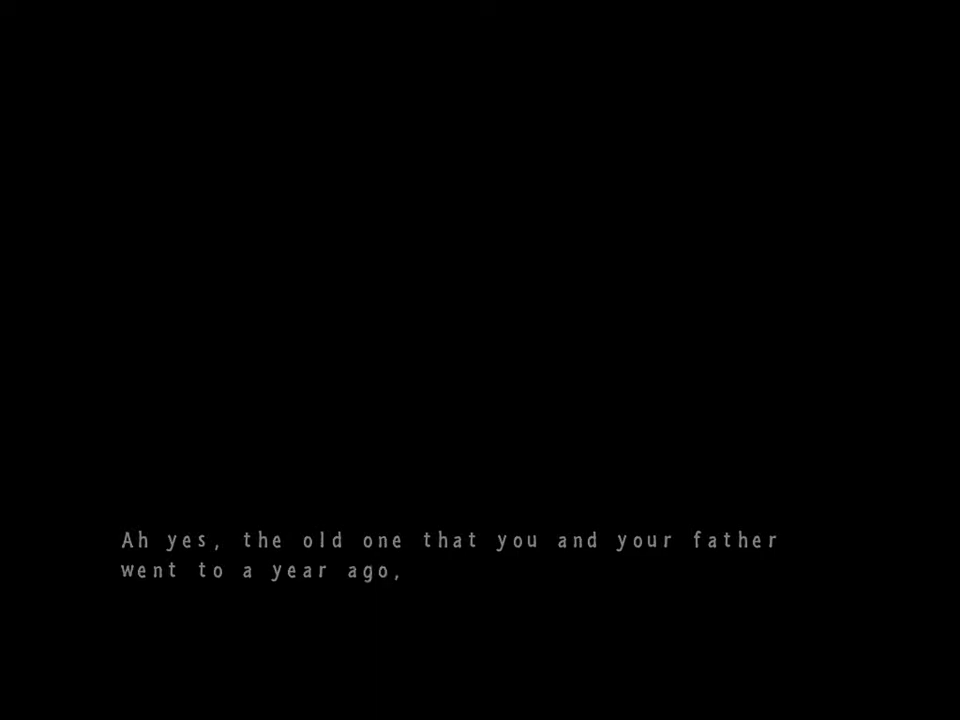 Ah yes, the old one that you and your father
went to a year ago,